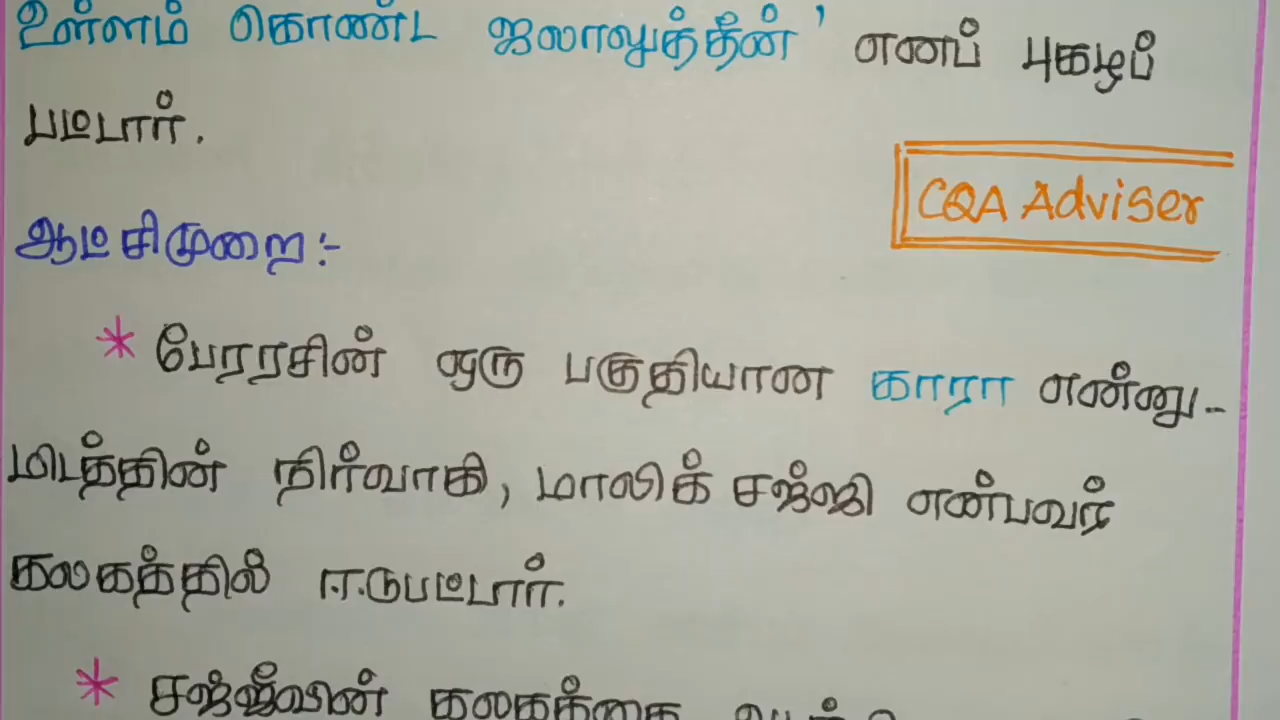 உள்ளம் கொண்ட ஜலாலுத்தீன்' எனப் புகழப்
பட்டார்.
CQA Adviser
ஆட்சிமுறை:-
* பேரரசின் ஒரு பகுதியான காரா என்னு-
மிடத்தின் நிர்வாகி, மாலிக் சஜ்ஜி என்பவர்
கலகத்தில் ஈடுபட்டார்.
* சஜ்ஜீவின் கலகத்தை